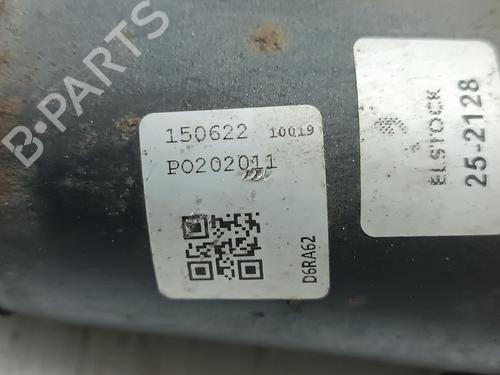 B-PARTS
150622 10019
PO202011
D6RA62
ELSTOCK
25-2128